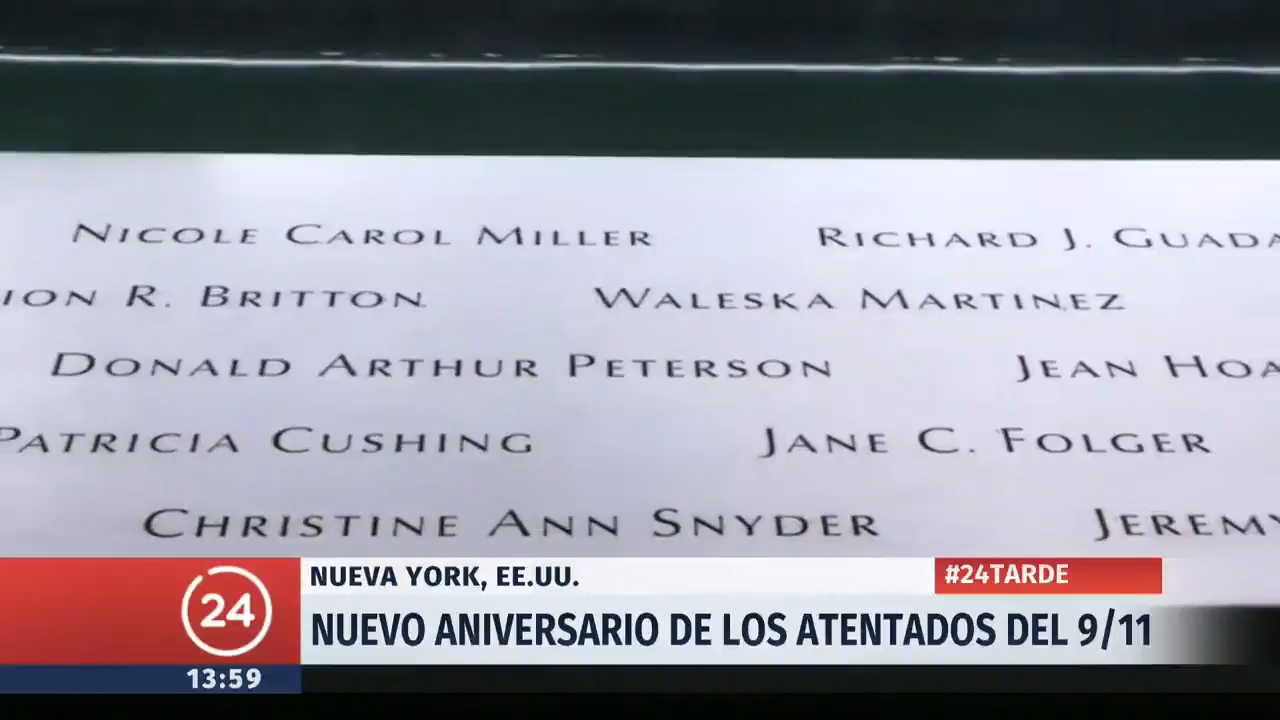 NICOLE CAROL MILLER RICHARD J.
R. BRITTON WALESKA MARTINEZ
DONALD ARTHUR PETERSON JEAN
PATRICIA CUSHING JANE C. FOLGER
CHRISTINE ANN SNYDER JEREMY
NUEVA YORK, EE.UU. #24TARDE
24 NUEVO ANIVERSARIO DE LOS ATENTADOS DEL 9/11
13:59